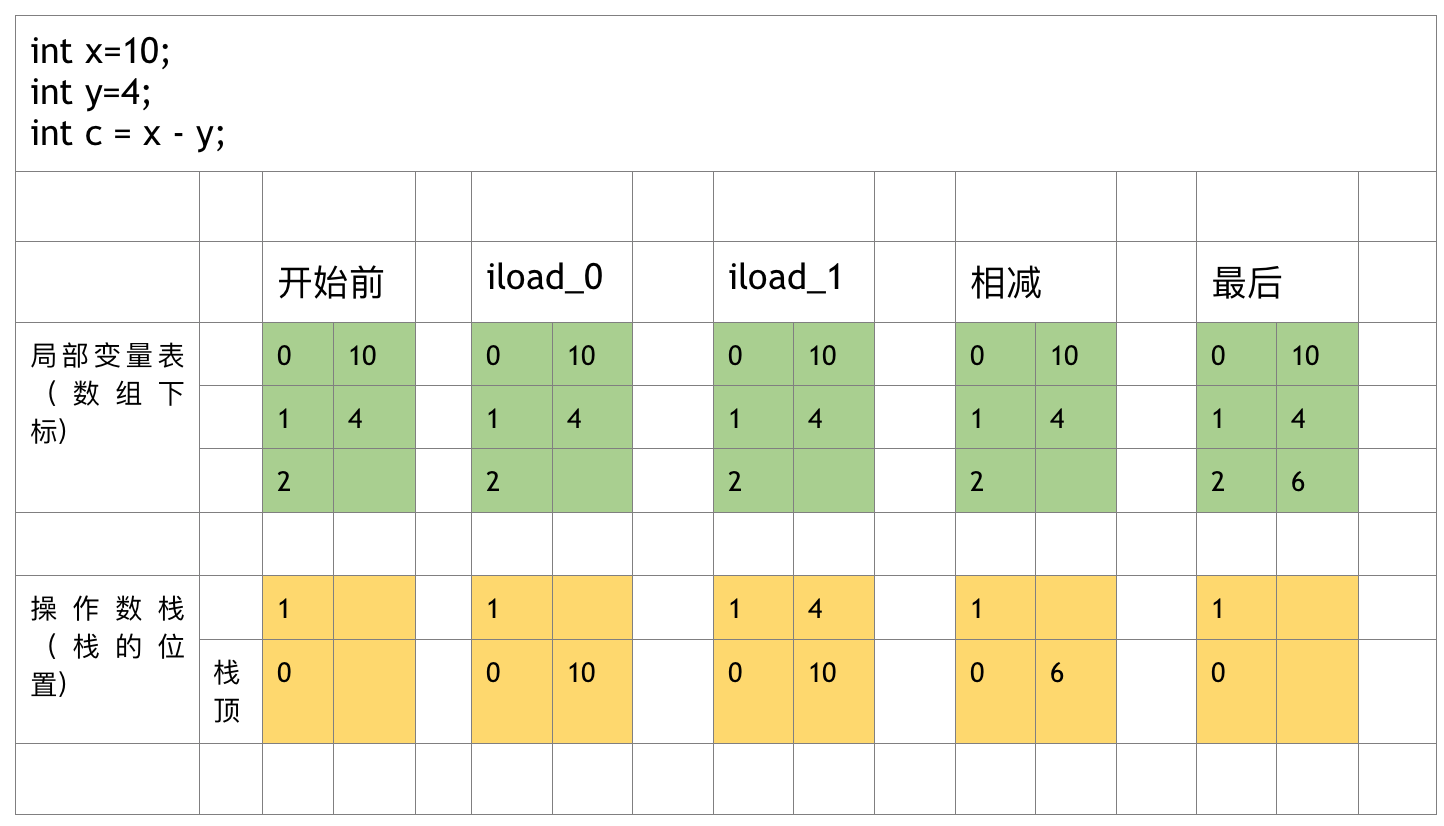 int x=10;
int y=4;
int c = x - y;
开始前 iload_0 iload_1 相减 最后
局部变量表
（数组下
标）
0 10 0 10 0 10 0 10 0 10
1 4 1 4 1 4 1 4 1 4
2 2 2 2 2 6
操作数栈
（栈的位
置）
1 1 1 4 1 1
栈
顶
0 0 10 0 10 0 6 0